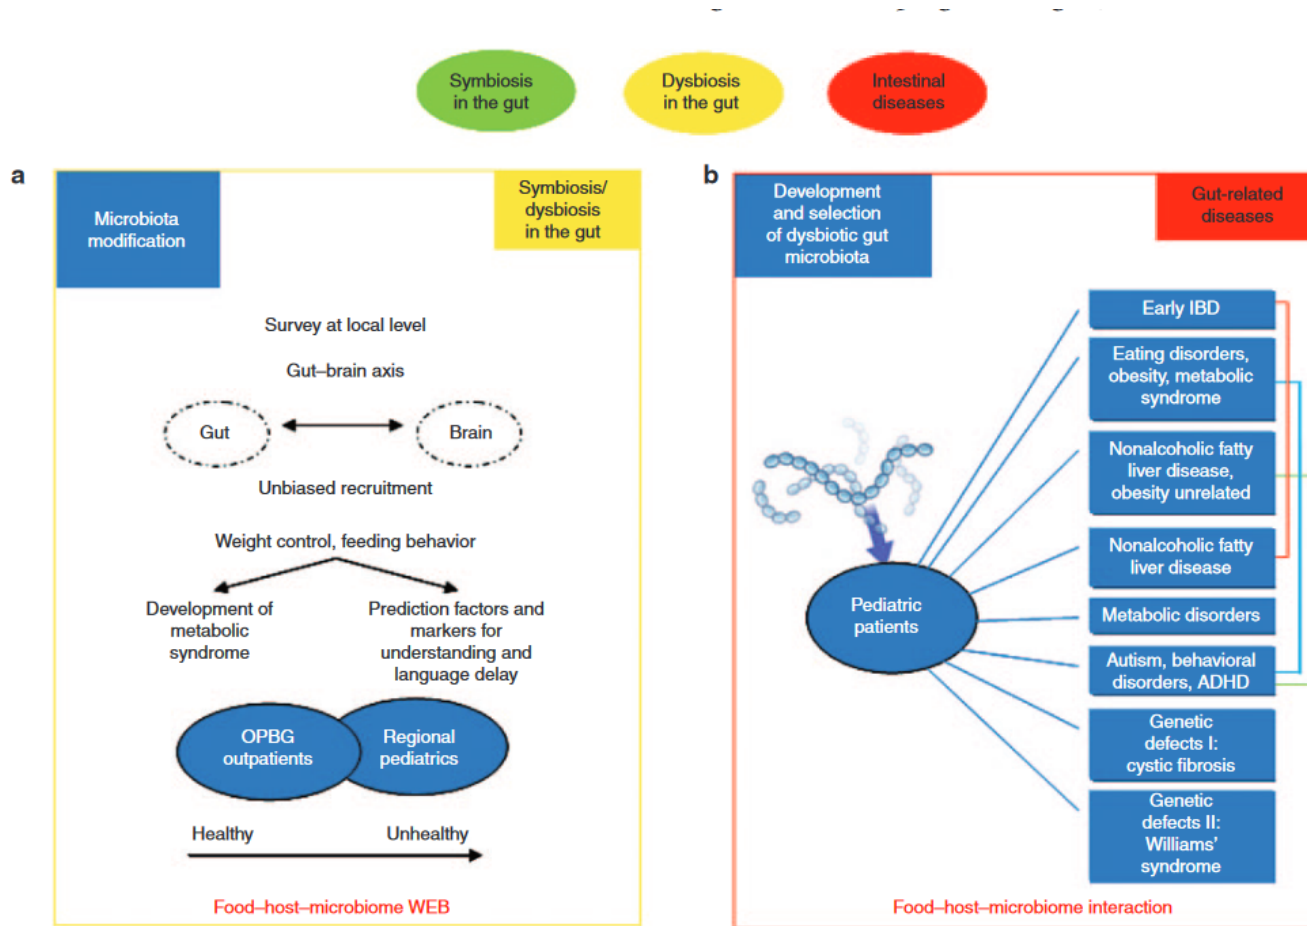 Symbiosis
in the gut
Dysbiosis
in the gut
Intestinal
diseases
a
Microbiota
modification
Symbiosis/
dysbiosis
in the gut
Survey at local level
Gut–brain axis
Gut
Brain
Unbiased recruitment
Weight control, feeding behavior
Development of
metabolic
syndrome
Prediction factors and
markers for
understanding and
language delay
OPBG
outpatients
Regional
pediatrics
Healthy
Unhealthy
Food–host–microbiome WEB
b
Development
and selection
of dysbiotic gut
microbiota
Gut-related
diseases
Early IBD
Eating disorders,
obesity, metabolic
syndrome
Nonalcoholic fatty
liver disease,
obesity unrelated
Nonalcoholic fatty
liver disease
Pediatric
patients
Metabolic disorders
Autism, behavioral
disorders, ADHD
Genetic
defects I:
cystic fibrosis
Genetic
defects II:
Williams'
syndrome
Food–host–microbiome interaction